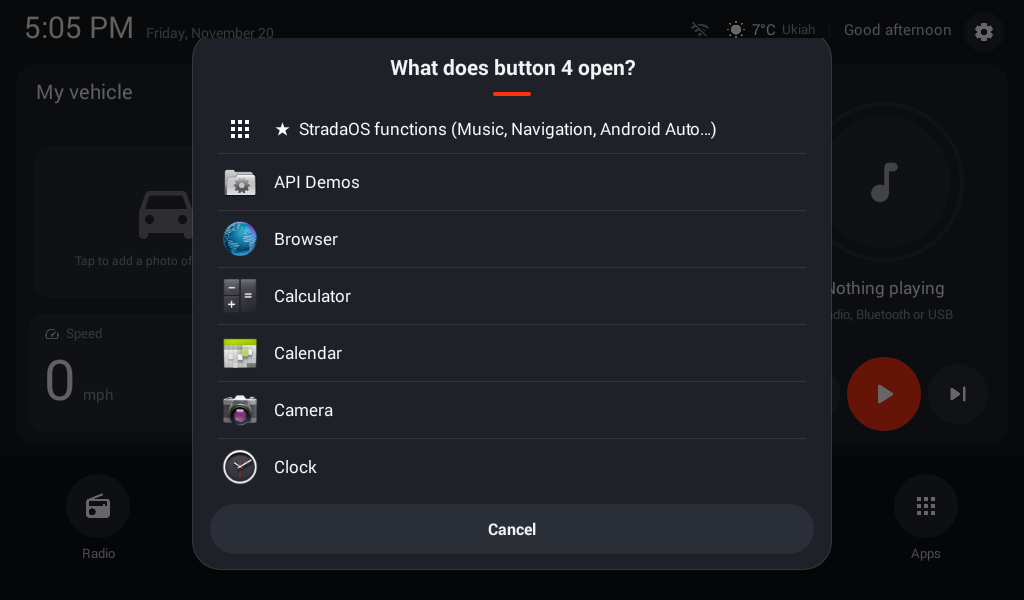 5:05 PM
Friday, November 20
7°C
Ukiah
Good afternoon
My vehicle
Tap to add a photo of
Speed
0
mph
What does button 4 open?
★ StradaOS functions (Music, Navigation, Android Auto…)
API Demos
Browser
Calculator
Calendar
Camera
Clock
Cancel
Nothing playing
dio, Bluetooth or USB
Radio
Apps